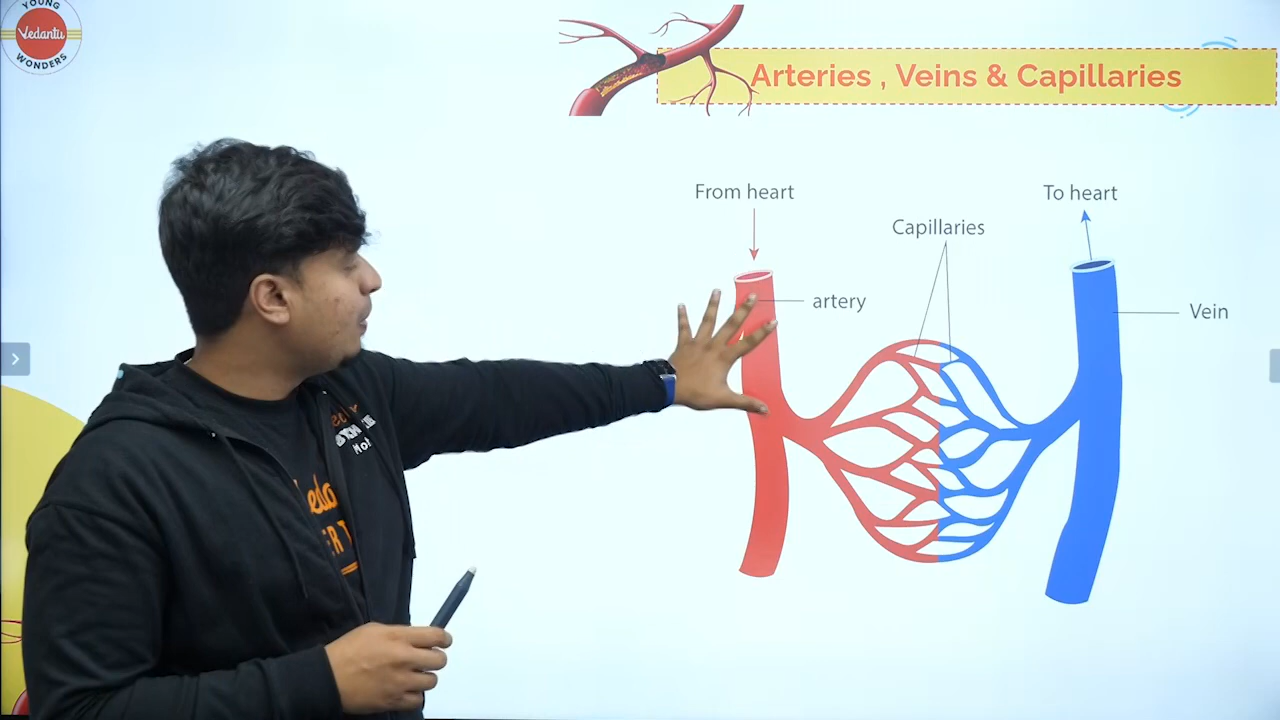 YOUNG
Vedantu
WONDERS
Arteries , Veins & Capillaries
From heart
To heart
Capillaries
artery
Vein